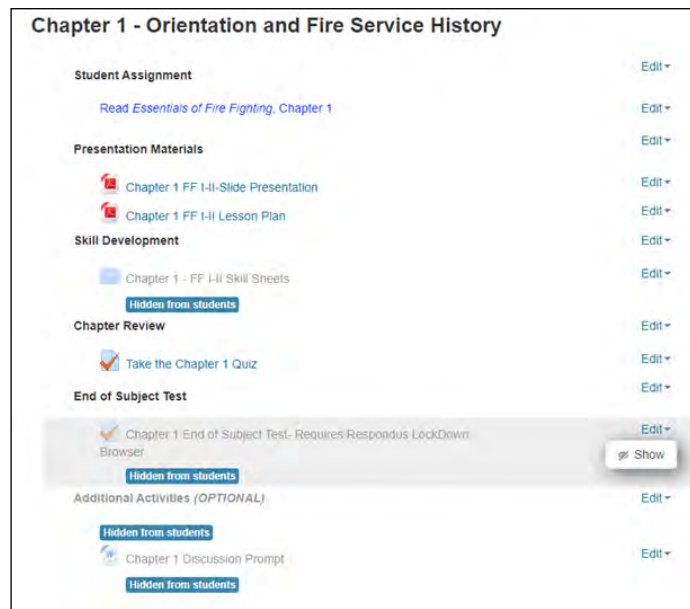 Chapter 1 - Orientation and Fire Service History
Student Assignment Edit
Read Essentials of Fire Fighting, Chapter 1 Edit
Presentation Materials Edit
Chapter 1 FF I-II-Slide Presentation Edit
Chapter 1 FF I-II Lesson Plan Edit
Skill Development Edit
Chapter 1 - FF I-II Skill Sheets Edit
Hidden from students
Chapter Review Edit
Take the Chapter 1 Quiz Edit
End of Subject Test Edit
Chapter 1 End of Subject Test- Requires Respondus LockDown Edit
Browser Show
Hidden from students
Additional Activities (OPTIONAL) Edit
Hidden from students
Chapter 1 Discussion Prompt Edit
Hidden from students